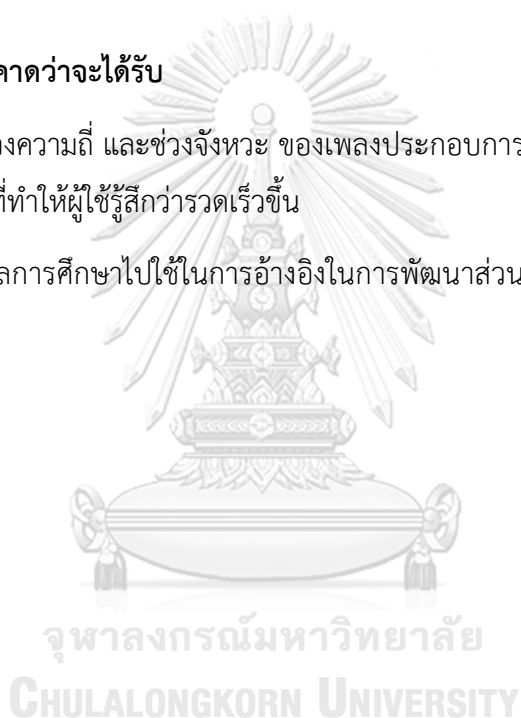 คาดว่าจะได้รับ
งความถี่ และช่วงจังหวะ ของเพลงประกอบการ
ที่ทำให้ผู้ใช้รู้สึกว่ารวดเร็วขึ้น
ลการศึกษาไปใช้ในการอ้างอิงในการพัฒนาส่วน
จุฬาลงกรณ์มหาวิทยาลัย
CHULALONGKORN UNIVERSITY